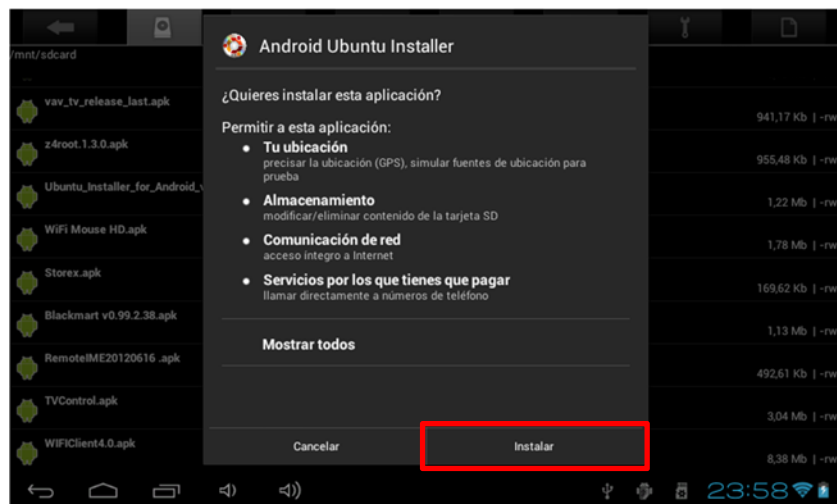 /mnt/sdcard
Android Ubuntu Installer
¿Quieres instalar esta aplicación?
Permitir a esta aplicación:
Tu ubicación
precisar la ubicación (GPS), simular fuentes de ubicación para
prueba
Almacenamiento
modificar/eliminar contenido de la tarjeta SD
Comunicación de red
acceso íntegro a Internet
Servicios por los que tienes que pagar
llamar directamente a números de teléfono
Mostrar todos
Cancelar
Instalar
vav_tv_release_last.apk
941,17 Kb | -rw
z4root.1.3.0.apk
955,48 Kb | -rw
Ubuntu_Installer_for_Android_v
1,22 Mb | -rw
WiFi Mouse HD.apk
1,78 Mb | -rw
Storex.apk
169,62 Kb | -rw
Blackmart v0.99.2.38.apk
1,13 Mb | -rw
RemoteIME20120616 .apk
492,61 Kb | -rw
TVControl.apk
3,04 Mb | -rw
WIFIClient4.0.apk
8,38 Mb | -rw
23:58